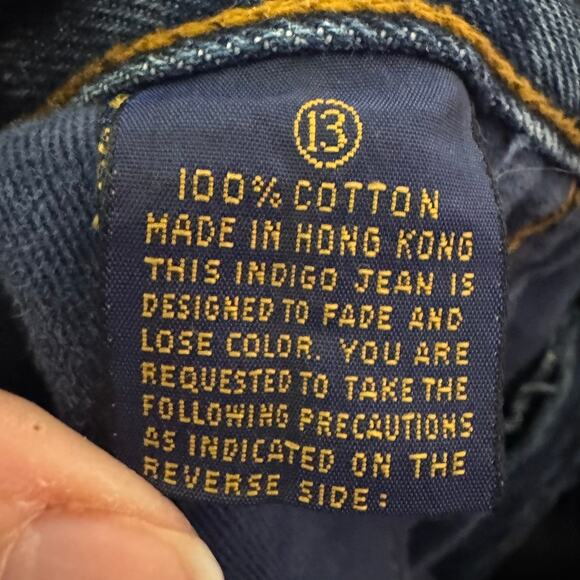 13
100% COTTON
MADE IN HONG KONG
THIS INDIGO JEAN IS
DESIGNED TO FADE AND
LOSE COLOR. YOU ARE
REQUESTED TO TAKE THE
FOLLOWING PRECAUTIONS
AS INDICATED ON THE
REVERSE SIDE: